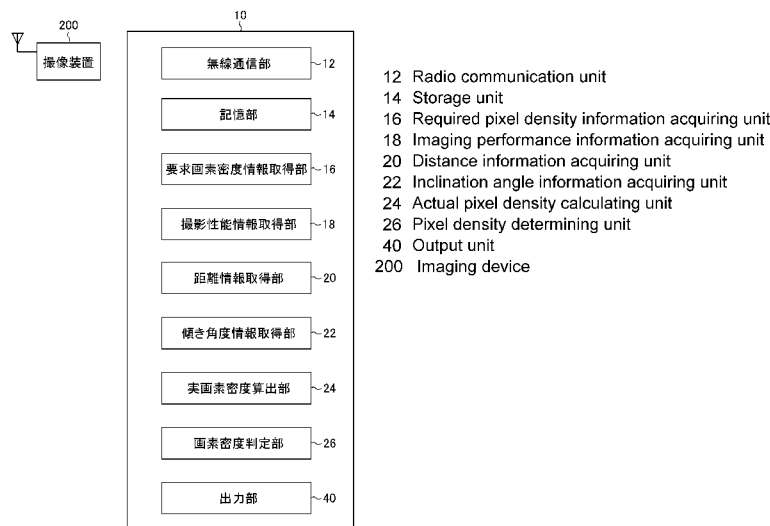 200
撮像装置
10
無線通信部
12
記憶部
14
要求画素密度情報取得部
16
撮影性能情報取得部
18
距離情報取得部
20
傾き角度情報取得部
22
実画素密度算出部
24
画素密度判定部
26
出力部
40
12 Radio communication unit
14 Storage unit
16 Required pixel density information acquiring unit
18 Imaging performance information acquiring unit
20 Distance information acquiring unit
22 Inclination angle information acquiring unit
24 Actual pixel density calculating unit
26 Pixel density determining unit
40 Output unit
200 Imaging device